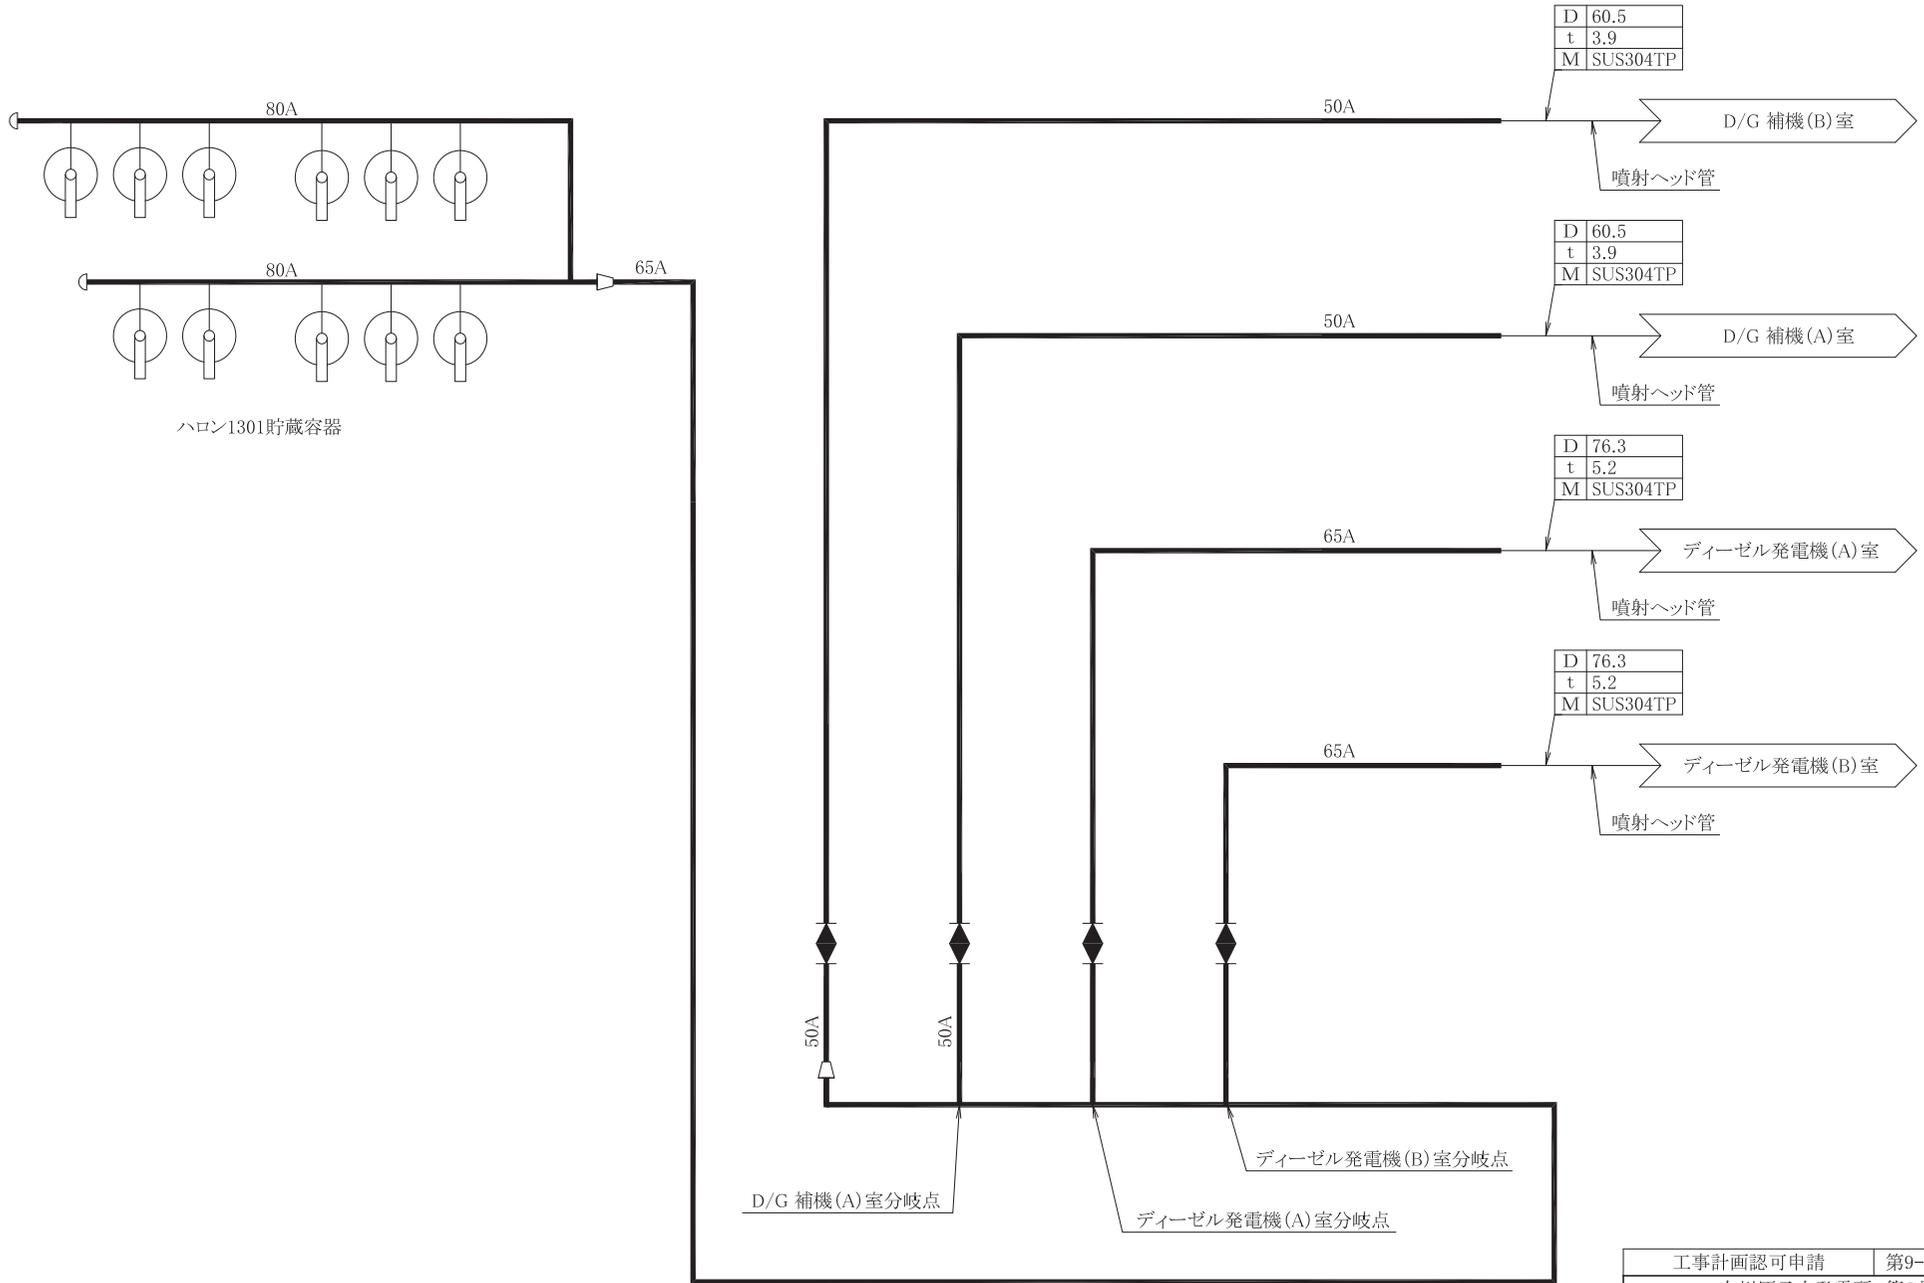 D 60.5
t 3.9
M SUS304TP
80A
50A
D/G 補機(B)室
噴射ヘッド管
D 60.5
t 3.9
M SUS304TP
80A
65A
50A
D/G 補機(A)室
噴射ヘッド管
ハロン1301貯蔵容器
D 76.3
t 5.2
M SUS304TP
65A
ディーゼル発電機(A)室
噴射ヘッド管
D 76.3
t 5.2
M SUS304TP
65A
ディーゼル発電機(B)室
噴射ヘッド管
50A
50A
ディーゼル発電機(B)室分岐点
D/G 補機(A)室分岐点
ディーゼル発電機(A)室分岐点
工事計画認可申請 第9-